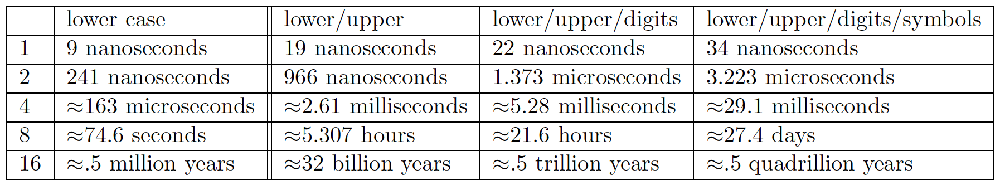 lower case lower/upper lower/upper/digits lower/upper/digits/symbols
1 9 nanoseconds 19 nanoseconds 22 nanoseconds 34 nanoseconds
2 241 nanoseconds 966 nanoseconds 1.373 microseconds 3.223 microseconds
4 ≈163 microseconds ≈2.61 milliseconds ≈5.28 milliseconds ≈29.1 milliseconds
8 ≈74.6 seconds ≈5.307 hours ≈21.6 hours ≈27.4 days
16 ≈.5 million years ≈32 billion years ≈.5 trillion years ≈.5 quadrillion years